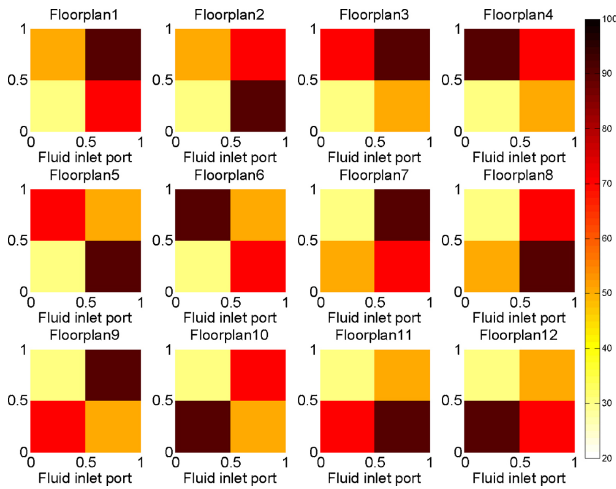 Floorplan1 Floorplan2 Floorplan3 Floorplan4
1 1 1 1 100
90
0.5 0.5 0.5 0.5
80
0 0 0 0
0 0.5 1 0 0.5 1 0 0.5 1 0 0.5 1
Fluid inlet port Fluid inlet port Fluid inlet port Fluid inlet port
Floorplan5 Floorplan6 Floorplan7 Floorplan8
70
1 1 1 1
0.5 0.5 0.5 0.5
60
0 0 0 0
0 0.5 1 0 0.5 1 0 0.5 1 0 0.5 1
50
Fluid inlet port Fluid inlet port Fluid inlet port Fluid inlet port
Floorplan9 Floorplan10 Floorplan11 Floorplan12
1 1 1 1
40
0.5 0.5 0.5 0.5
30
0 0 0 0
20
0 0.5 1 0 0.5 1 0 0.5 1 0 0.5 1
Fluid inlet port Fluid inlet port Fluid inlet port Fluid inlet port